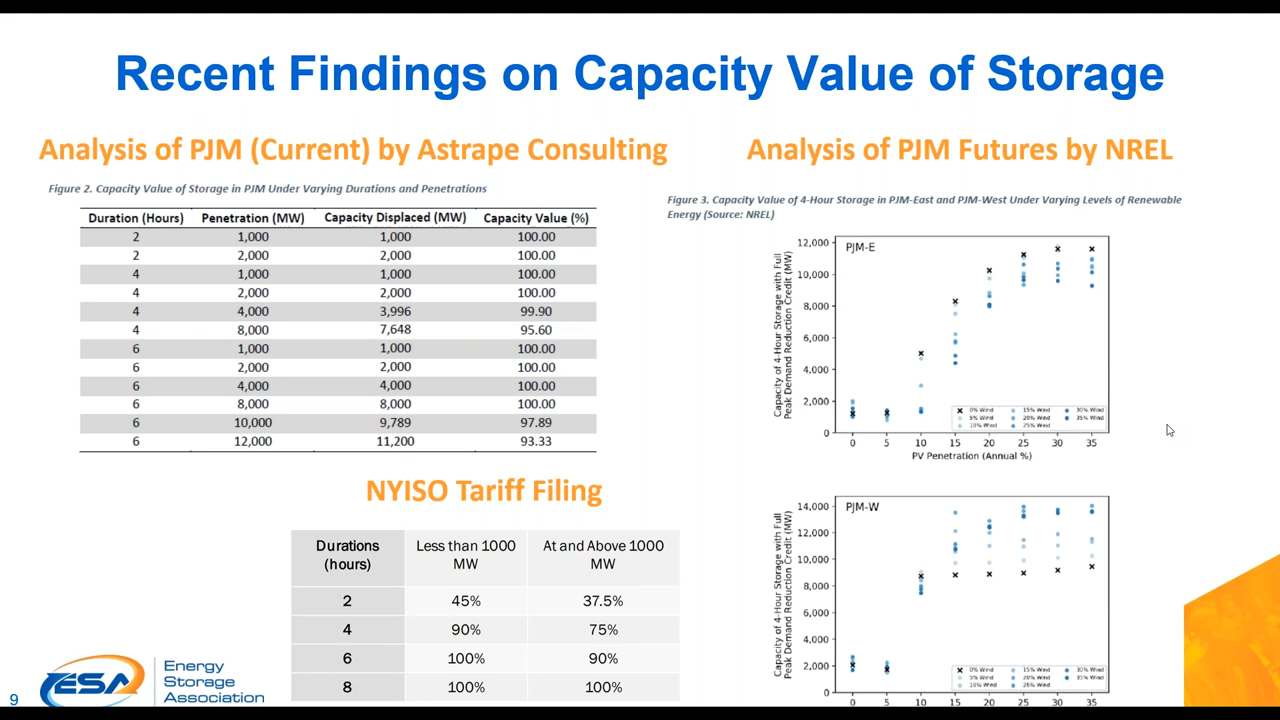 Recent Findings on Capacity Value of Storage
Analysis of PJM (Current) by Astrape Consulting
Figure 2. Capacity Value of Storage in PJM Under Varying Durations and Penetrations
Duration (Hours) Penetration (MW) Capacity Displaced (MW) Capacity Value (%)
2 1,000 1,000 100.00
2 2,000 2,000 100.00
4 1,000 1,000 100.00
4 2,000 2,000 100.00
4 4,000 3,996 99.90
4 8,000 7,648 95.60
6 1,000 1,000 100.00
6 2,000 2,000 100.00
6 4,000 4,000 100.00
6 8,000 8,000 100.00
6 10,000 9,789 97.89
6 12,000 11,200 93.33
NYISO Tariff Filing
Durations (hours) Less than 1000 MW At and Above 1000 MW
2 45% 37.5%
4 90% 75%
6 100% 90%
8 100% 100%
Analysis of PJM Futures by NREL
Figure 3. Capacity Value of 4-Hour Storage in PJM-East and PJM-West Under Varying Levels of Renewable
Energy (Source: NREL)
PJM-E
Capacity of 4-Hour Storage with Full
Peak Demand Reduction Credit (MW)
12,000
10,000
8,000
6,000
4,000
2,000
0
0% Wind 15% Wind 30% Wind
5% Wind 20% Wind 35% Wind
10% Wind 25% Wind
0 5 10 15 20 25 30 35
PV Penetration (Annual %)
PJM-W
Capacity of 4-Hour Storage with Full
Peak Demand Reduction Credit (MW)
14,000
12,000
10,000
8,000
6,000
4,000
2,000
0
0% Wind 15% Wind 30% Wind
5% Wind 20% Wind 35% Wind
10% Wind 25% Wind
0 5 10 15 20 25 30 35
9
ESA
Energy
Storage
Association